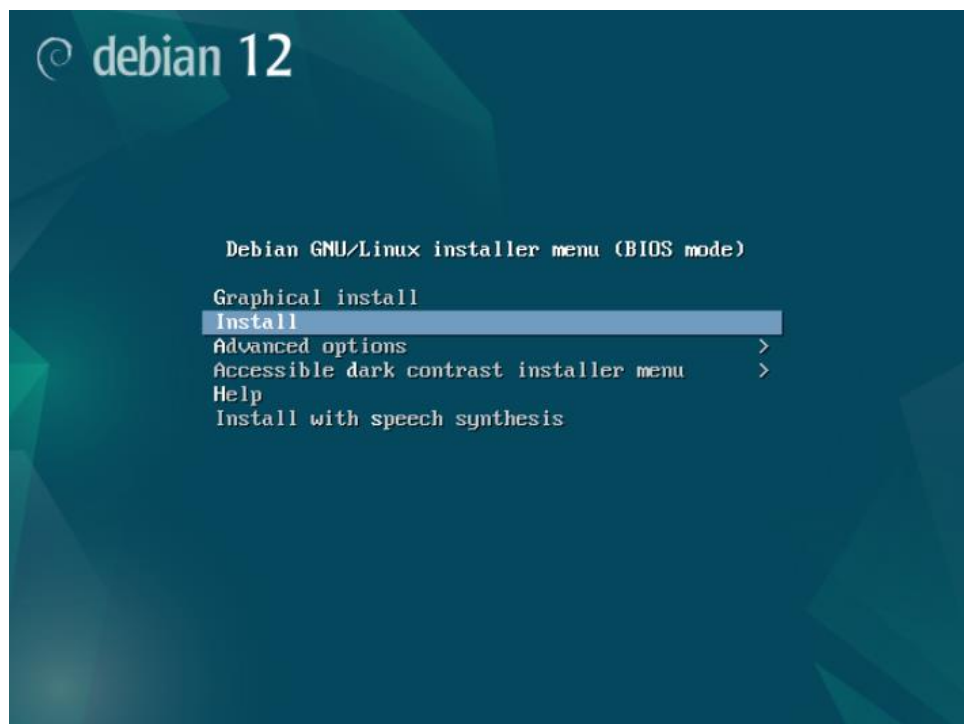 debian 12
Debian GNU/Linux installer menu (BIOS mode)
Graphical install
Install
Advanced options >
Accessible dark contrast installer menu >
Help
Install with speech synthesis